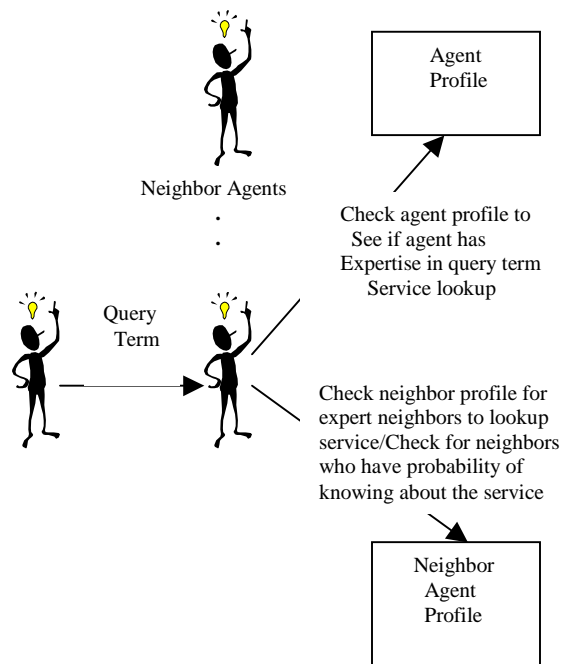 Agent
Profile
Neighbor Agents
.
.
Check agent profile to
See if agent has
Expertise in query term
Service lookup
Query
Term
Check neighbor profile for
expert neighbors to lookup
service/Check for neighbors
who have probability of
knowing about the service
Neighbor
Agent
Profile